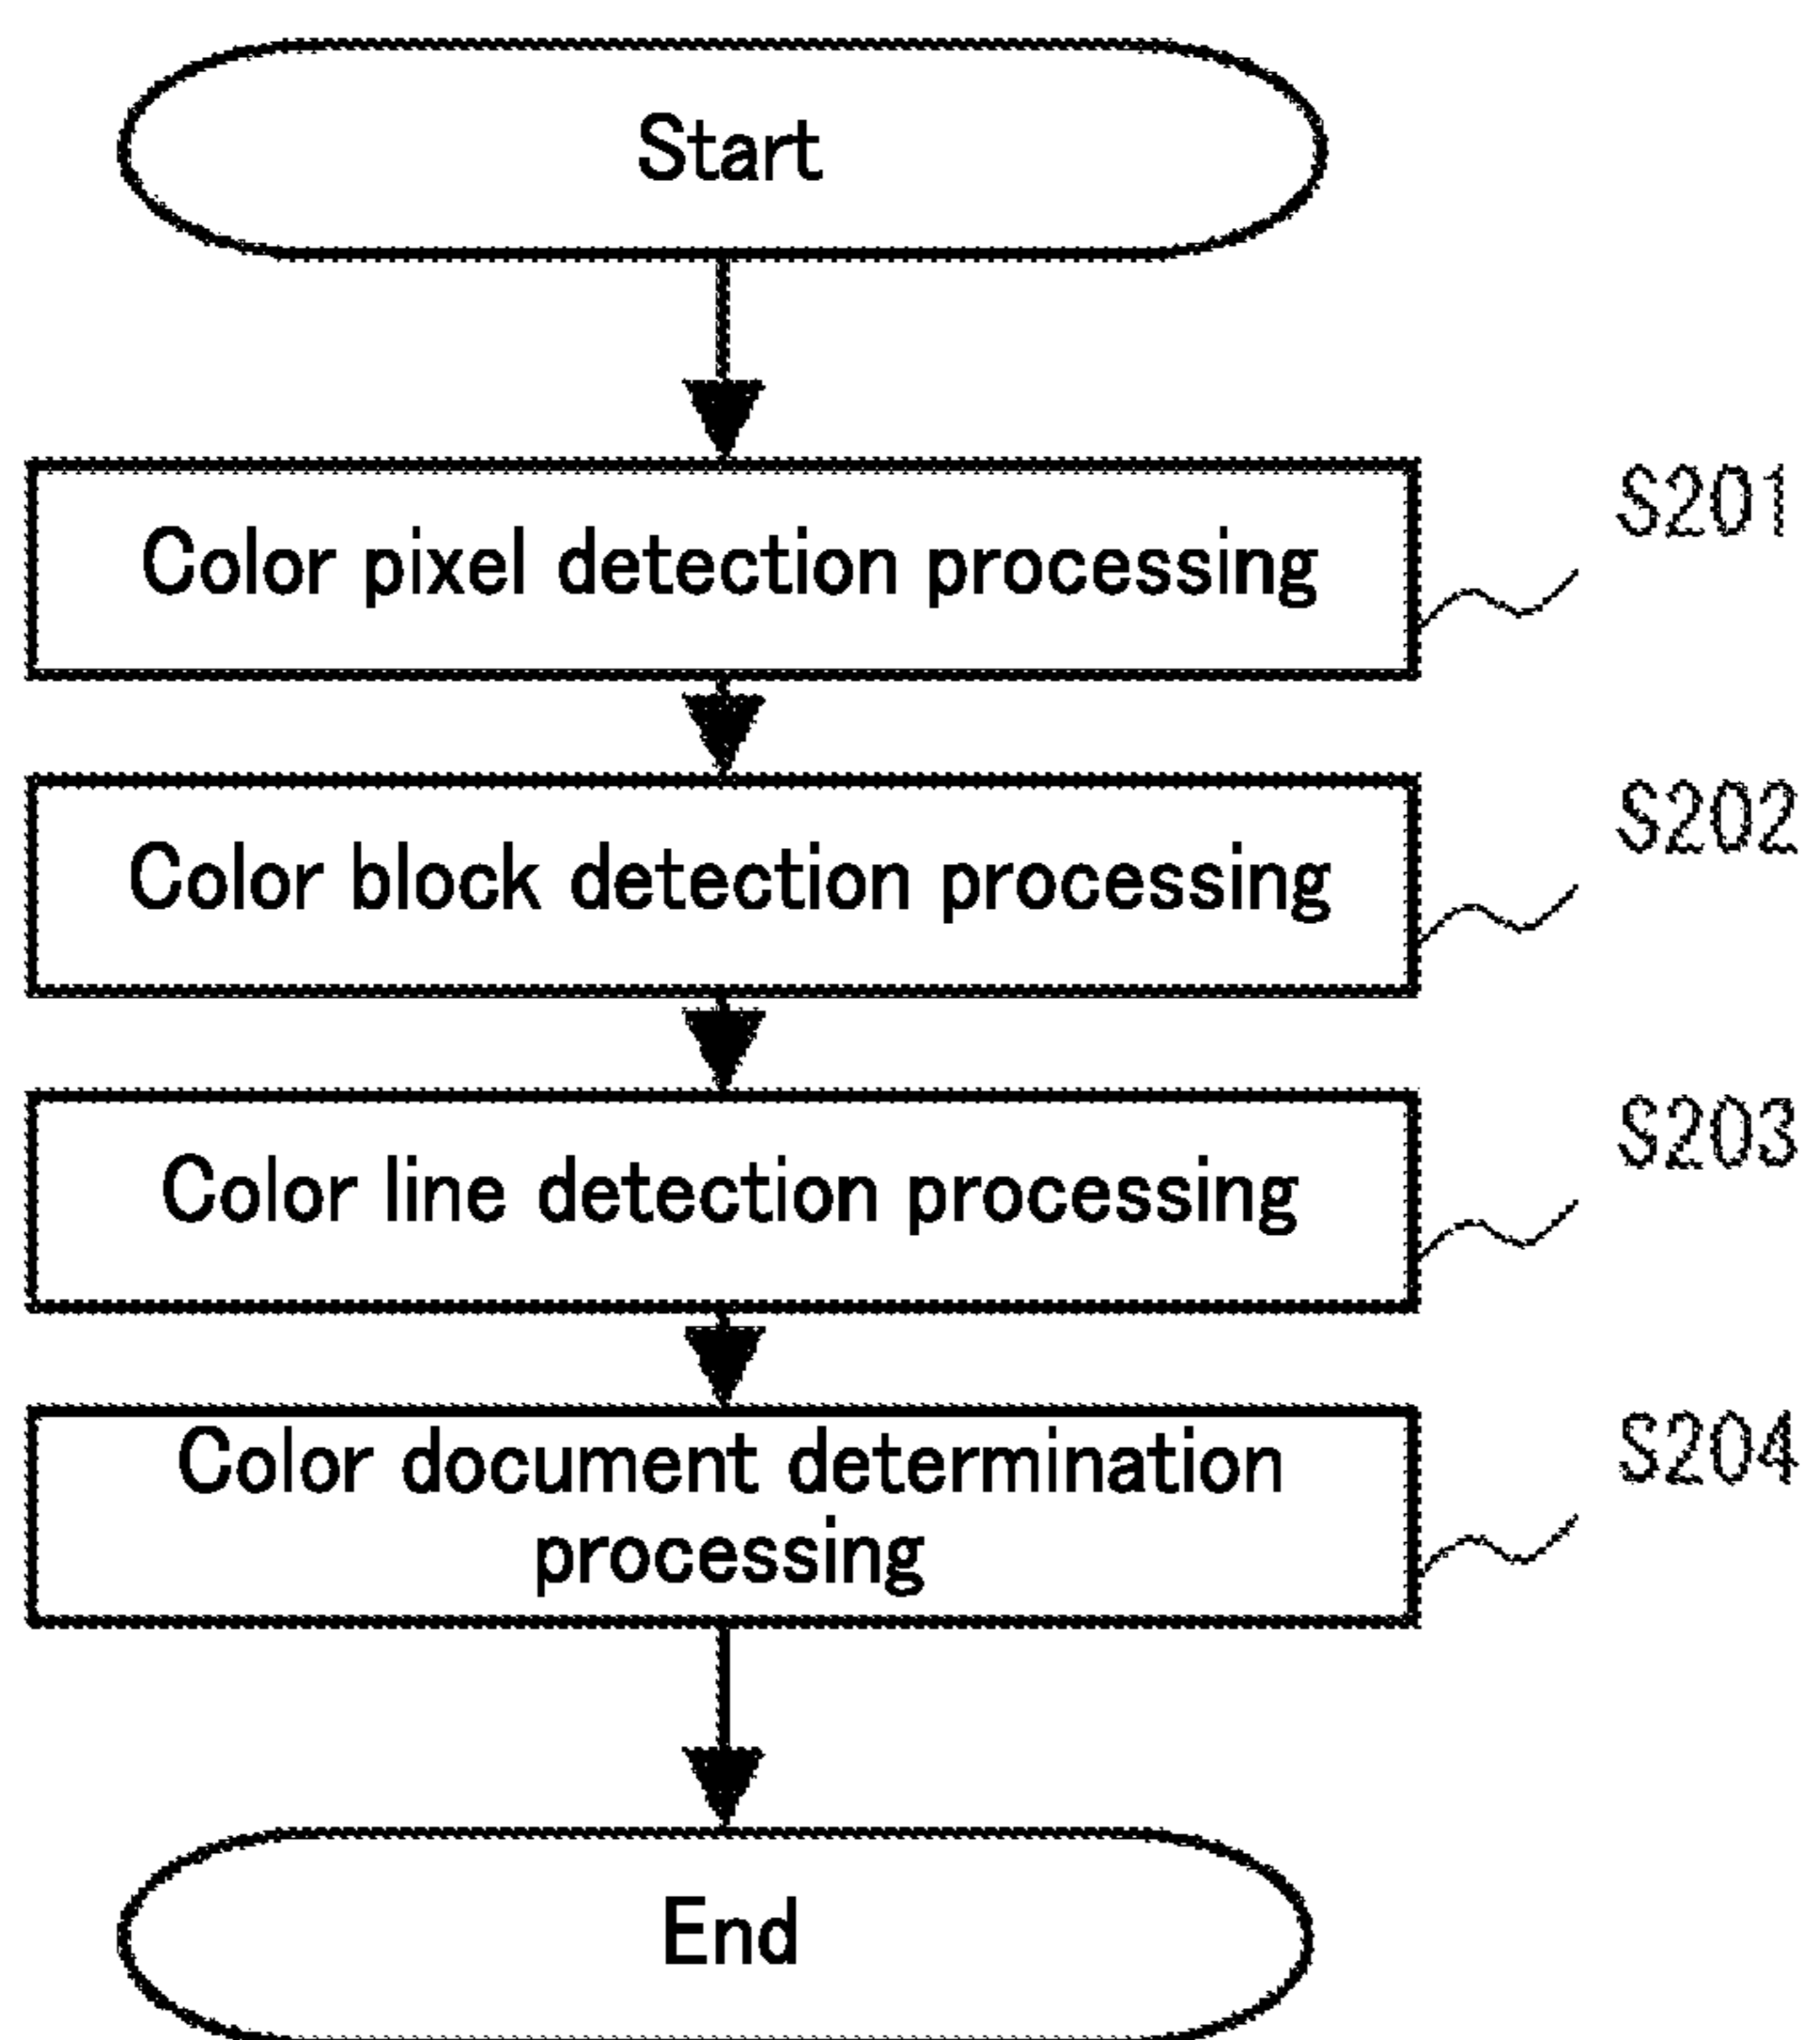 Start
Color pixel detection processing
S201
Color block detection processing
S202
Color line detection processing
S203
Color document determination
processing
S204
End